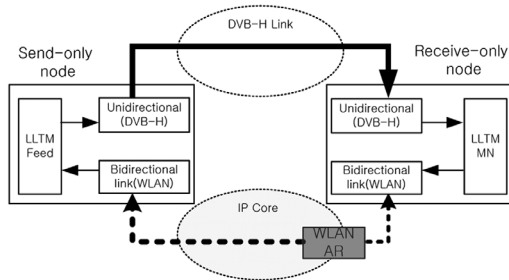 DVB-H Link
Send-only
node
Receive-only
node
LLTM
Feed
Unidirectional
(DVB-H)
Bidirectional
link(WLAN)
Unidirectional
(DVB-H)
Bidirectional
link(WLAN)
LLTM
MN
IP Core
WLAN
AR